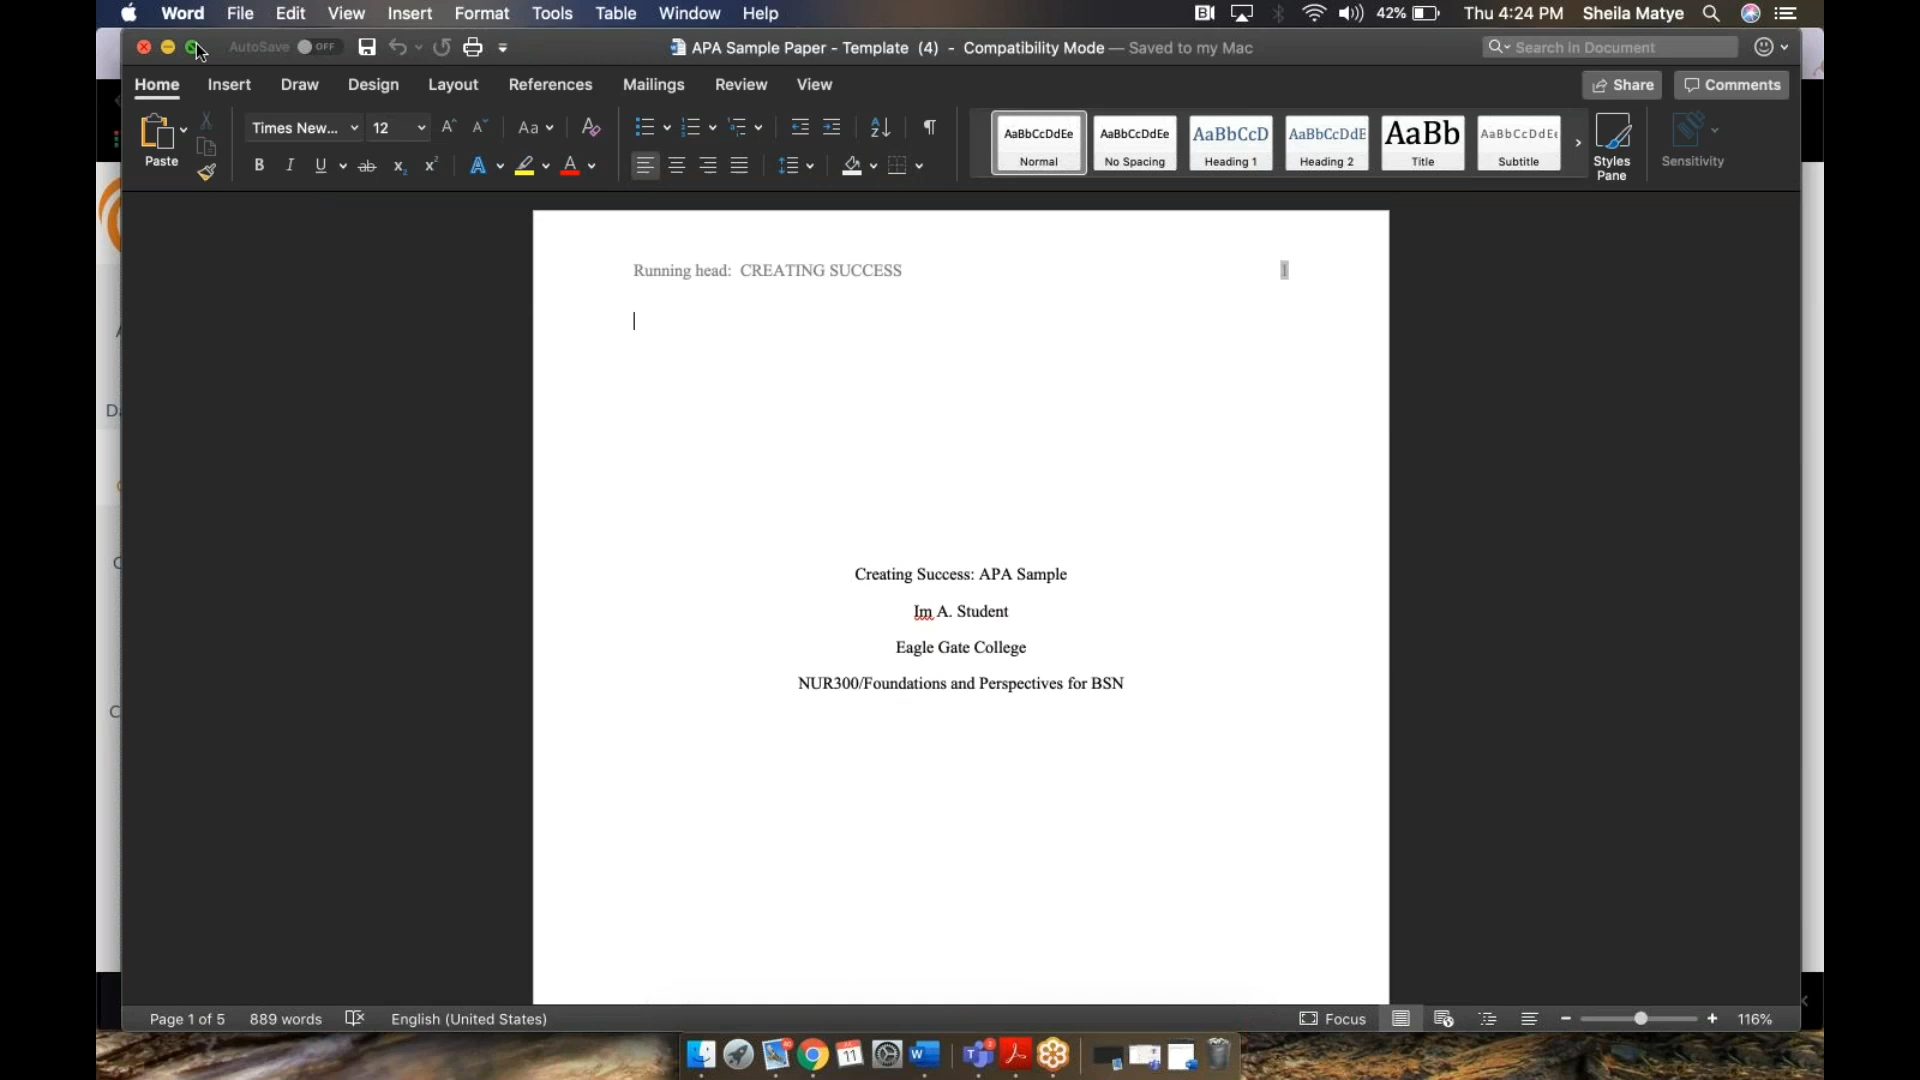 Word File Edit View Insert Format Tools Table Window Help 42% Thu 4:24 PM Sheila Matye
AutoSave OFF APA Sample Paper - Template (4) - Compatibility Mode — Saved to my Mac Search in Document
Home Insert Draw Design Layout References Mailings Review View Share Comments
Paste Times New... 12 Aa
AaBbCcDdEe AaBbCcDdEe AaBbCcD AaBbCcDdE AaBb AaBbCcDdEe
Normal No Spacing Heading 1 Heading 2 Title Subtitle
Styles Pane Sensitivity
B I U ab x2 x2 A A
Running head: CREATING SUCCESS 1
Creating Success: APA Sample
Im A. Student
Eagle Gate College
NUR300/Foundations and Perspectives for BSN
Page 1 of 5 889 words English (United States) Focus 116%
11